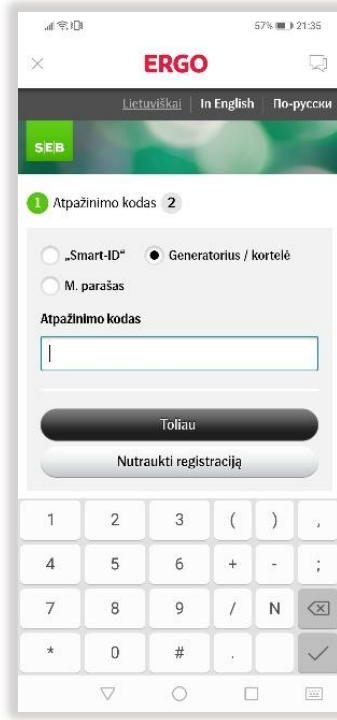 57% 21:35
ERGO
Lietuviškai | In English | По-русски
SEB
1 Atpažinimo kodas 2
„Smart-ID“ Generatorius / kortelė
M. parašas
Atpažinimo kodas
Toliau
Nutraukti registraciją
1 2 3 ( ) ,
4 5 6 + - ;
7 8 9 / N
* 0 # .